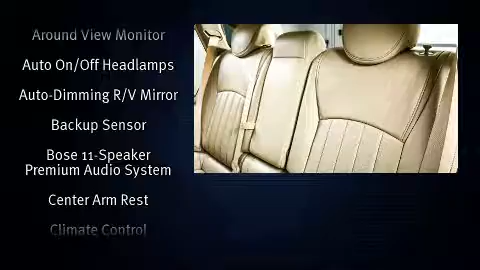 Around View Monitor
Auto On/Off Headlamps
Auto-Dimming R/V Mirror
Backup Sensor
Bose 11-Speaker
Premium Audio System
Center Arm Rest
Climate Control